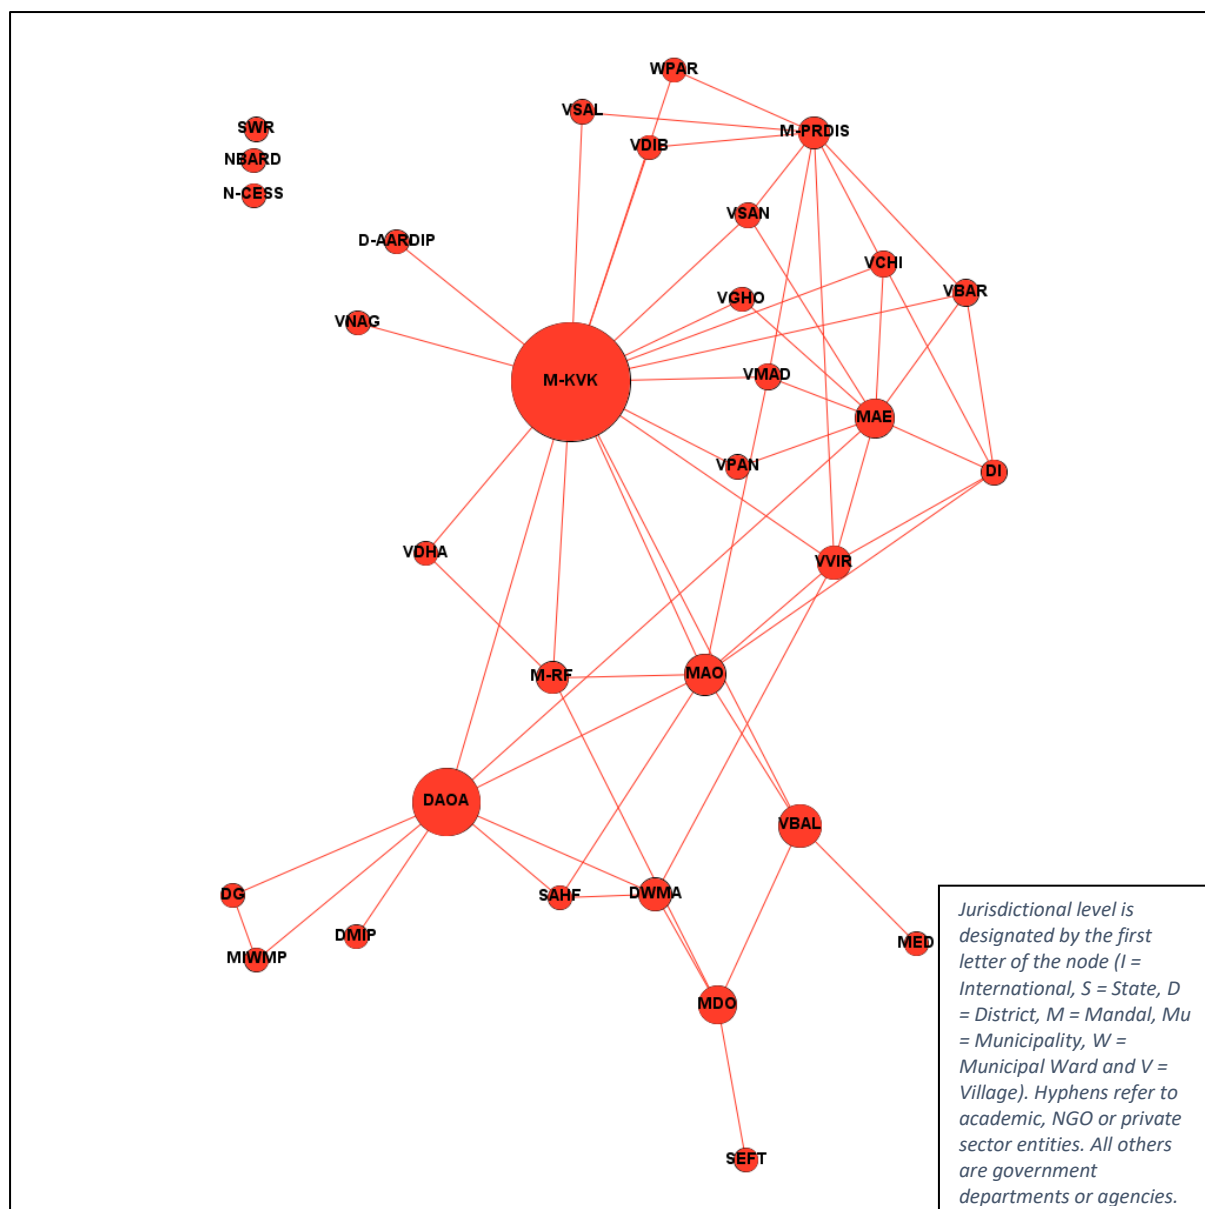 WPAR
VSAL
SWR
M-PRDIS
VDIB
NBARD
N-CESS
VSAN
D-AARDIP
VCHI
VBAR
VGHO
VNAG
M-KVK
VMAD
MAE
VPAN
DI
VDHA
VVIR
M-RF
MAO
DAOA
VBAL
DG
SAHF
DWMA
DMIP
MED
MIWMP
MDO
SEFT
Jurisdictional level is
designated by the first
letter of the node (I =
International, S = State, D
= District, M = Mandal, Mu
= Municipality, W =
Municipal Ward and V =
Village). Hyphens refer to
academic, NGO or private
sector entities. All others
are government
departments or agencies.